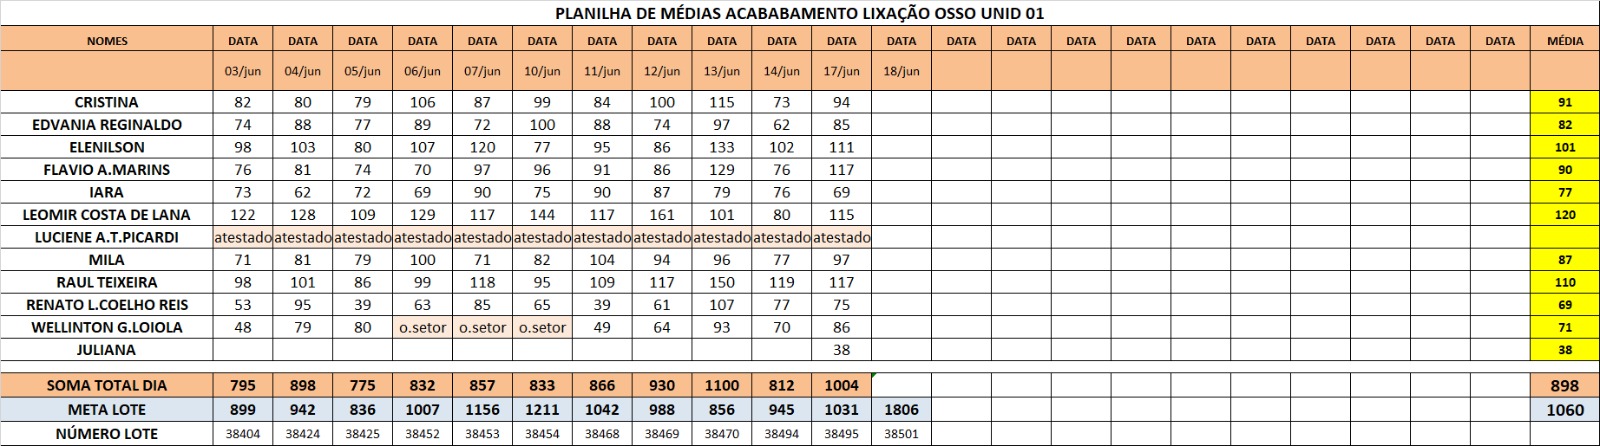 PLANILHA DE MÉDIAS ACABABAMENTO LIXAÇÃO OSSO UNID 01
NOMES DATA DATA DATA DATA DATA DATA DATA DATA DATA DATA DATA DATA DATA DATA DATA DATA DATA DATA DATA DATA DATA DATA MÉDIA
03/jun 04/jun 05/jun 06/jun 07/jun 10/jun 11/jun 12/jun 13/jun 14/jun 17/jun 18/jun
CRISTINA 82 80 79 106 87 99 84 100 115 73 94 91
EDVANIA REGINALDO 74 88 77 89 72 100 88 74 97 62 85 82
ELENILSON 98 103 80 107 120 77 95 86 133 102 111 101
FLAVIO A.MARINS 76 81 74 70 97 96 91 86 129 76 117 90
IARA 73 62 72 69 90 75 90 87 79 76 69 77
LEOMIR COSTA DE LANA 122 128 109 129 117 144 117 161 101 80 115 120
LUCIENE A.T.PICARDI atestado atestado atestado atestado atestado atestado atestado atestado atestado atestado atestado
MILA 71 81 79 100 71 82 104 94 96 77 97 87
RAUL TEIXEIRA 98 101 86 99 118 95 109 117 150 119 117 110
RENATO L.COELHO REIS 53 95 39 63 85 65 39 61 107 77 75 69
WELLINTON G.LOIOLA 48 79 80 o.setor o.setor o.setor 49 64 93 70 86 71
JULIANA 38 38
SOMA TOTAL DIA 795 898 775 832 857 833 866 930 1100 812 1004 898
META LOTE 899 942 836 1007 1156 1211 1042 988 856 945 1031 1806 1060
NÚMERO LOTE 38404 38424 38425 38452 38453 38454 38468 38469 38470 38494 38495 38501